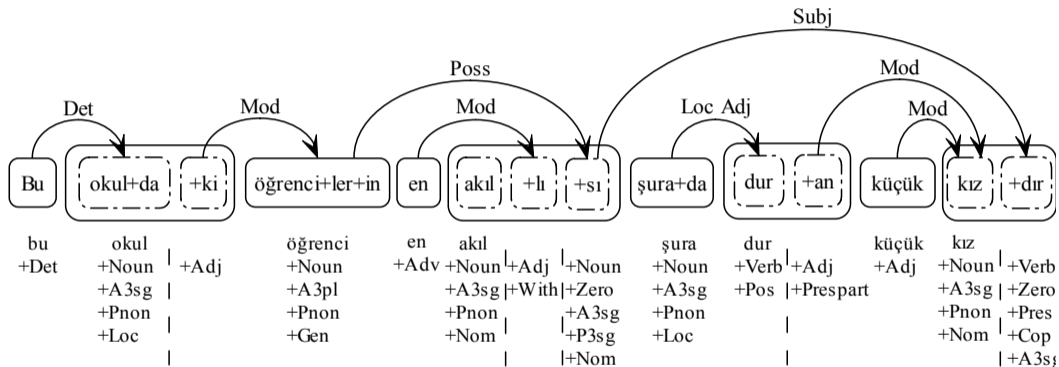 Subj
Poss Mod
Det Mod Mod Loc Adj Mod
Bu okul+da +ki öğrenci+ler+in en akıl +lı +sı şura+da dur +an küçük kız +dır
bu okul öğrenci en akıl şura dur küçük kız
+Det +Noun +Adj +Noun +Adv +Noun +Adj +Noun +Noun +Verb +Adj +Adj +Noun +Verb
+A3sg +A3pl +A3sg +With +Zero +A3sg +Pos +Prespart +A3sg +Zero
+Pnon +Pnon +Pnon +A3sg +Pnon +Pnon +Pres
+Loc +Gen +Nom +P3sg +Loc +Nom +Cop
+Nom +A3sg